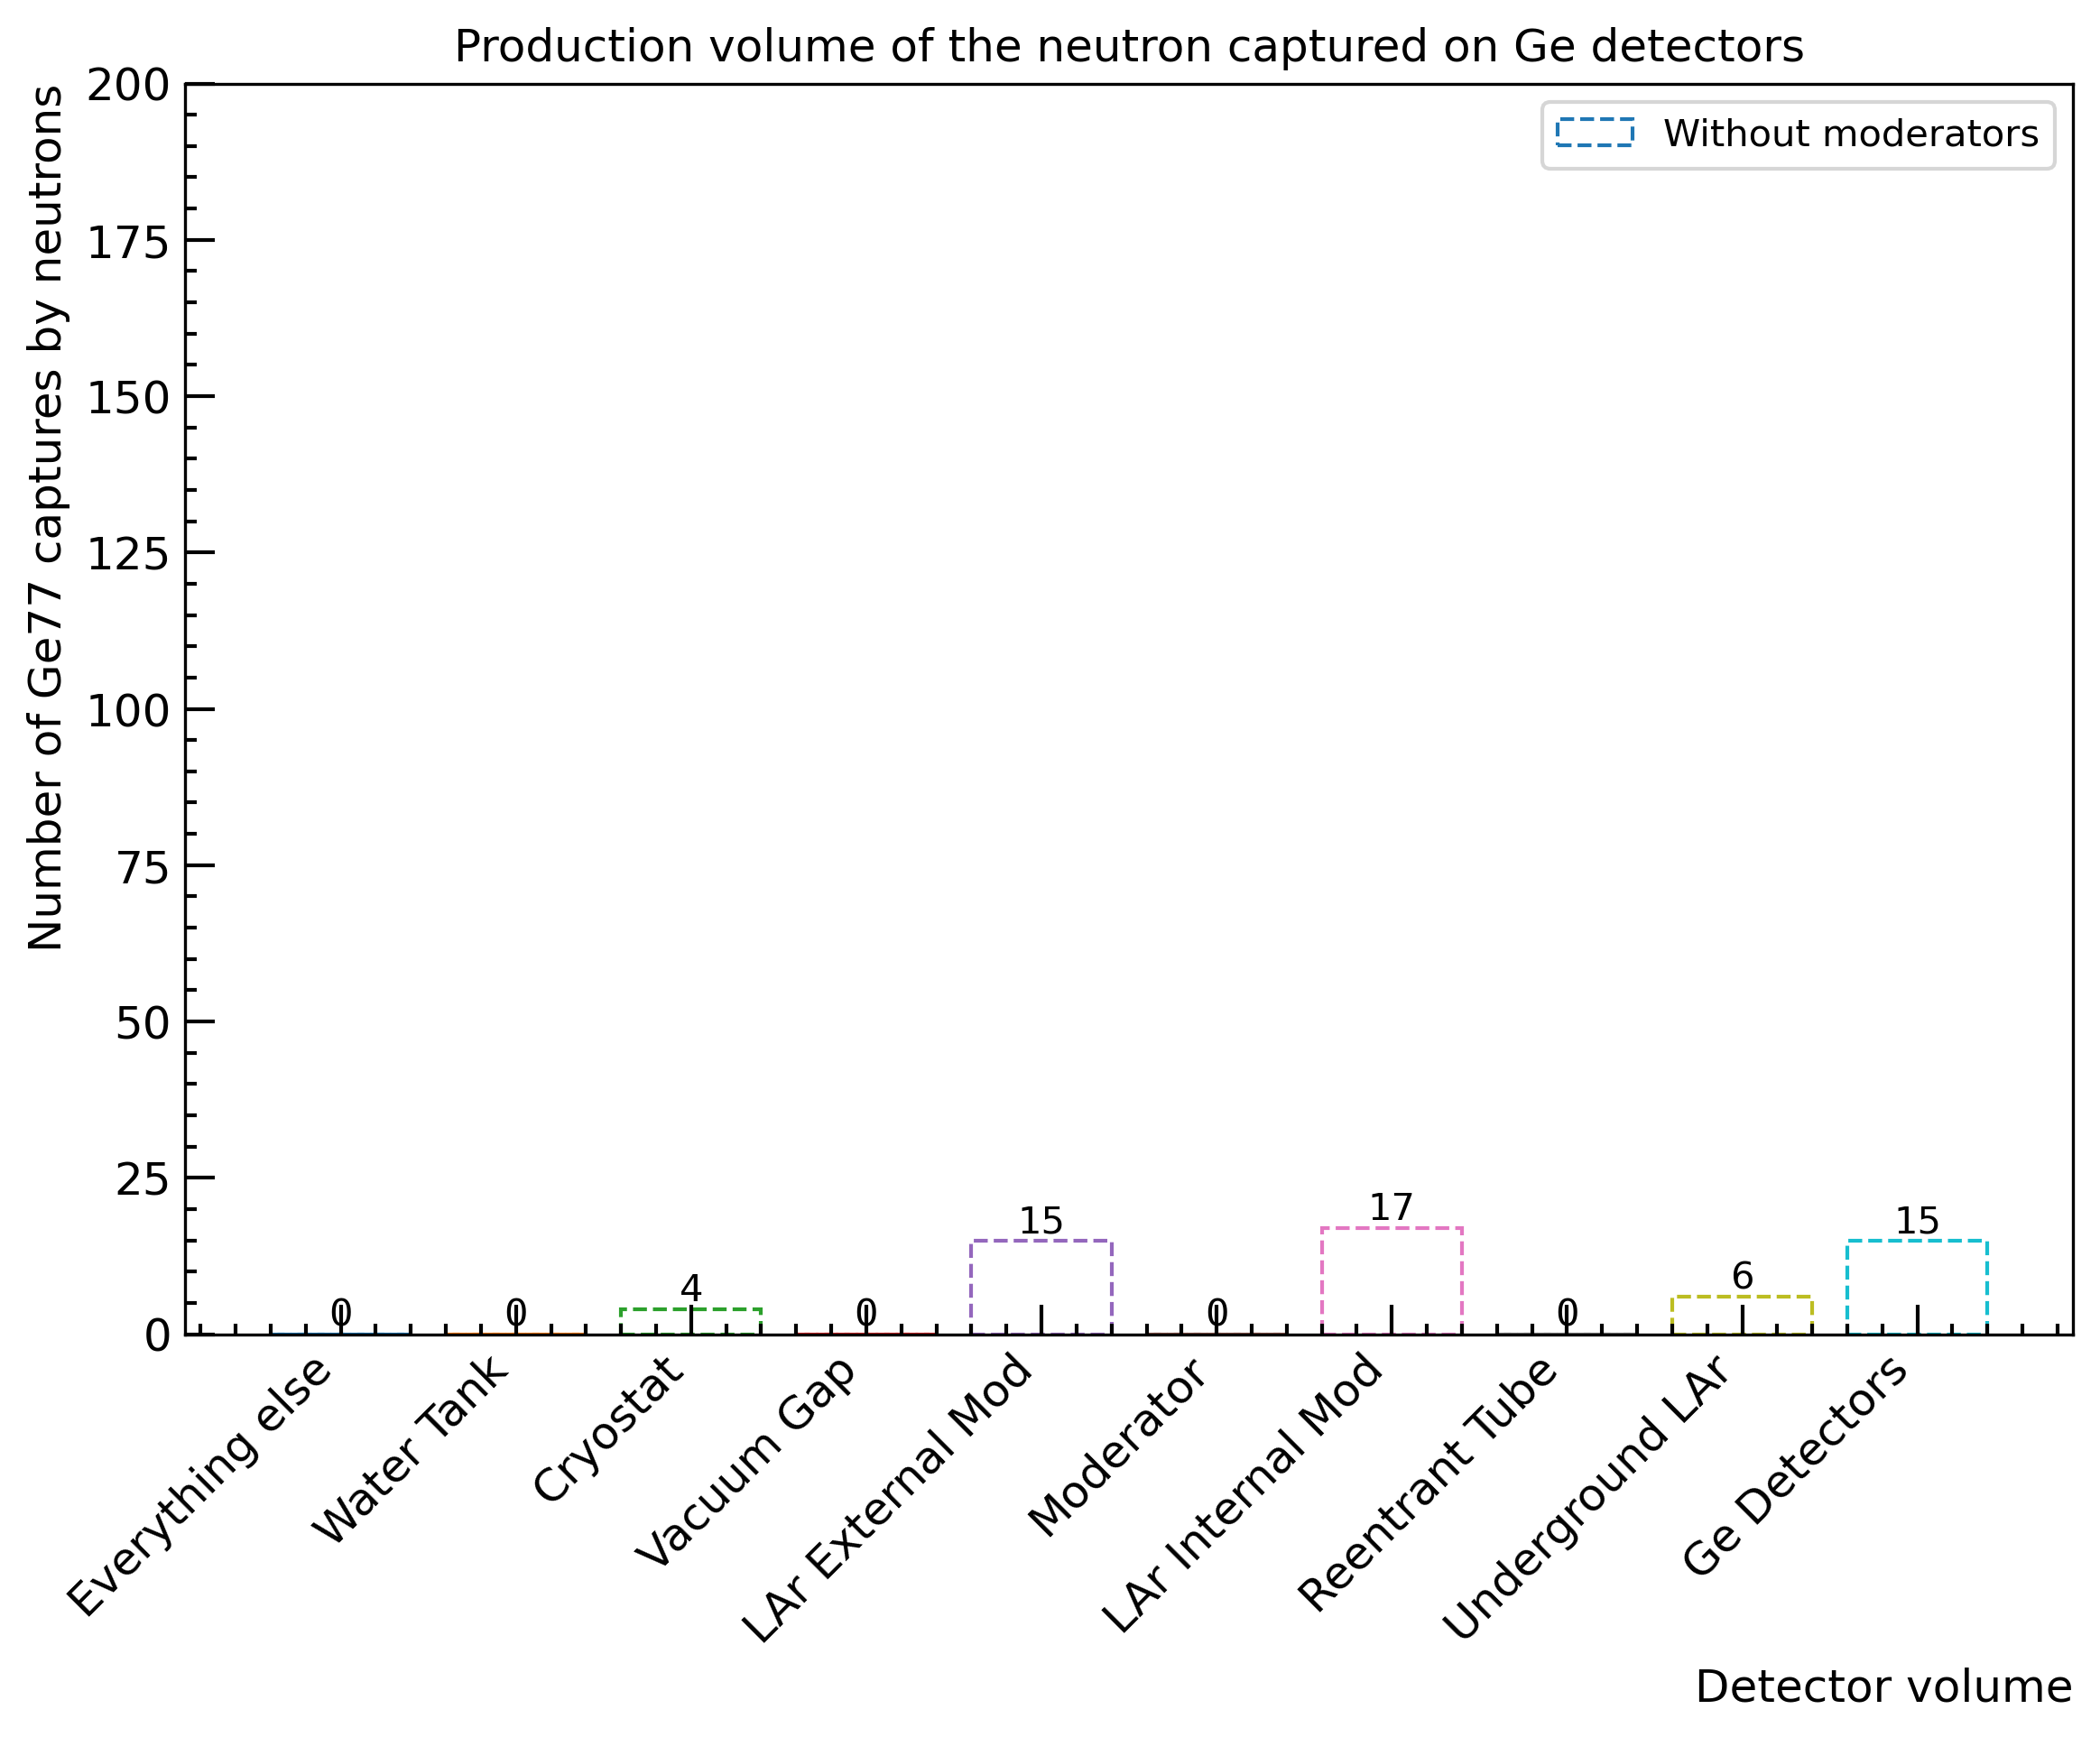 Production volume of the neutron captured on Ge detectors
Number of Ge77 captures by neutrons
200
175
150
125
100
75
50
25
0
Without moderators
0
0
4
0
15
0
17
0
6
15
Everything else
Water Tank
Cryostat
Vacuum Gap
LAr External Mod
Moderator
LAr Internal Mod
Reentrant Tube
Underground LAr
Ge Detectors
Detector volume